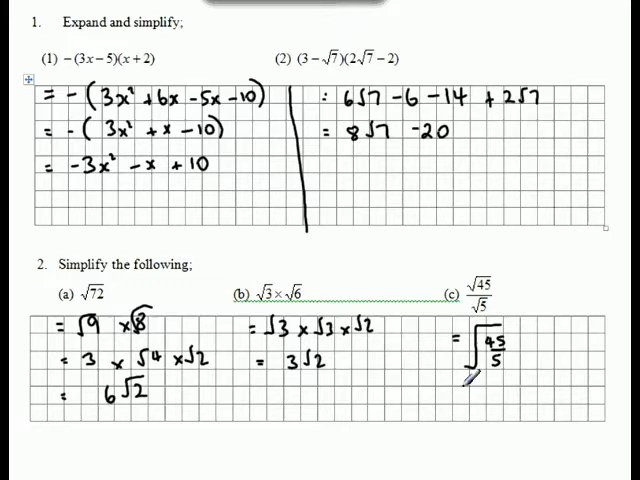 1. Expand and simplify;
(1) −(3x−5)(x+2) (2) (3−√7)(2√7−2)
= −(3x² + 6x − 5x − 10) : 6√7 − 6 − 14 + 2√7
= −(3x² + x − 10) = 8√7 − 20
= −3x² − x + 10
2. Simplify the following;
(a) √72 (b) √3 × √6 (c) √45/√5
= √9 × √8 = √3 × √3 × √2 = √(45/5)
= 3 × √4 × √2 = 3√2
= 6√2